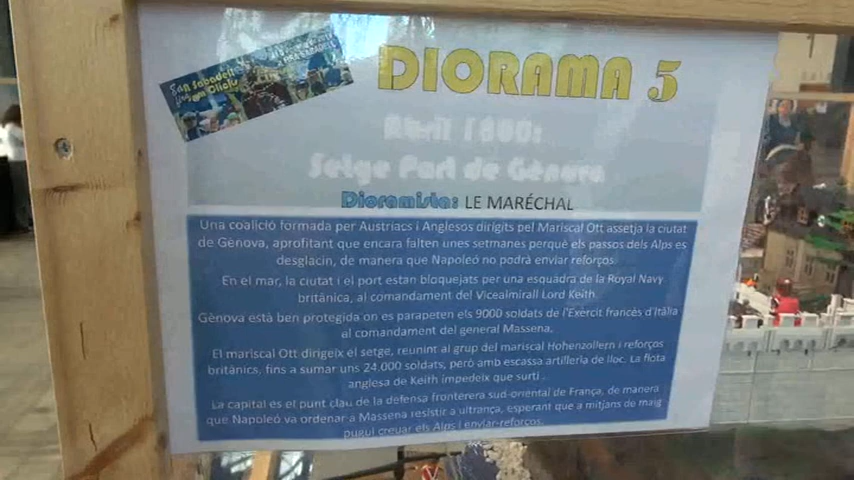 San Sabadell
DIORAMA 5
Abril 1800:
Setge Part de Gènova
Dioramista: LE MARÉCHAL
Una coalició formada per Austriacs i Anglesos dirigits pel Mariscal Ott assetja la ciutat
de Gènova, aprofitant que encara falten unes setmanes perquè els passos dels Alps es
desglacin, de manera que Napoleó no podrà enviar reforços.
En el mar, la ciutat i el port estan bloquejats per una esquadra de la Royal Navy
britànica, al comandament del Vicealmirall Lord Keith.
Gènova està ben protegida on es parapeten els 9000 soldats de l'Exèrcit francès d'Itàlia
al comandament del general Massena.
El mariscal Ott dirigeix el setge, reunint al grup del mariscal Hohenzollern i reforços
britànics, fins a sumar uns 24.000 soldats, però amb escassa artilleria de lloc. La flota
anglesa de Keith impedeix que surti .
La capital es el punt clau de la defensa fronterera sud-oriental de França, de manera
que Napoleó va ordenar a Massena resistir a ultrança, esperant que a mitjans de maig
pugui creuar els Alps i enviar-reforços.